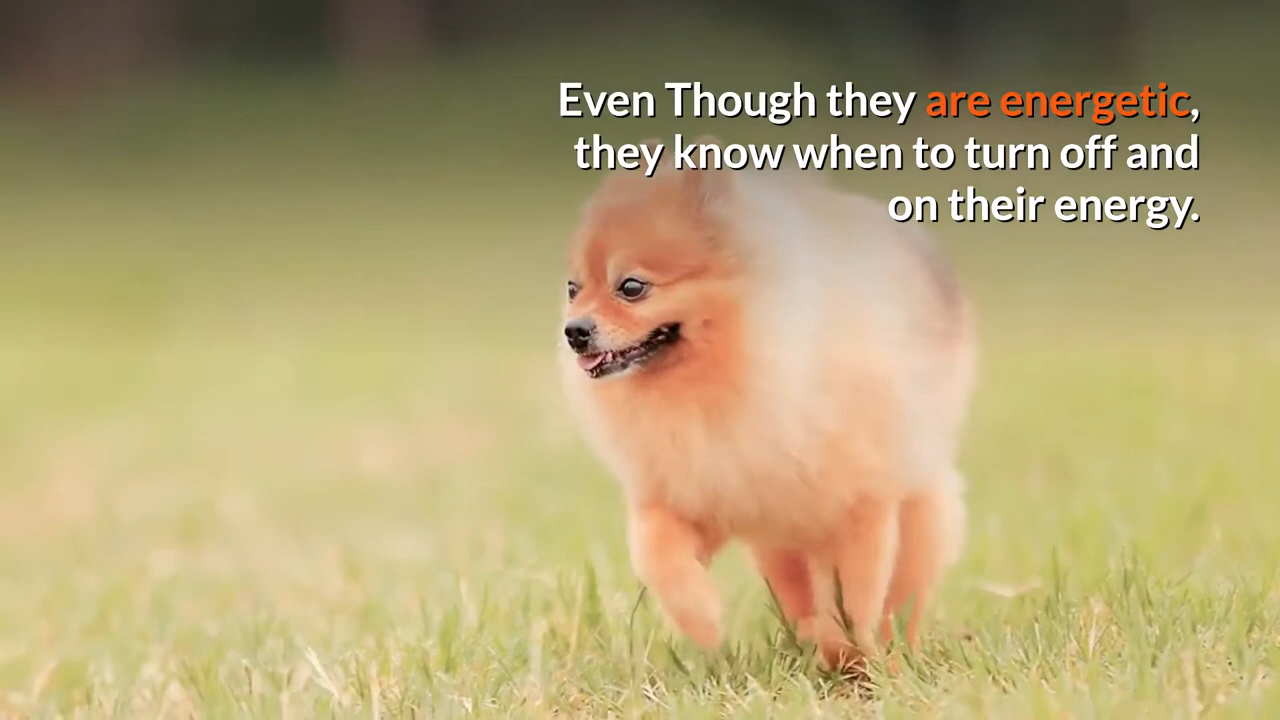 Even Though they are energetic,
they know when to turn off and
on their energy.